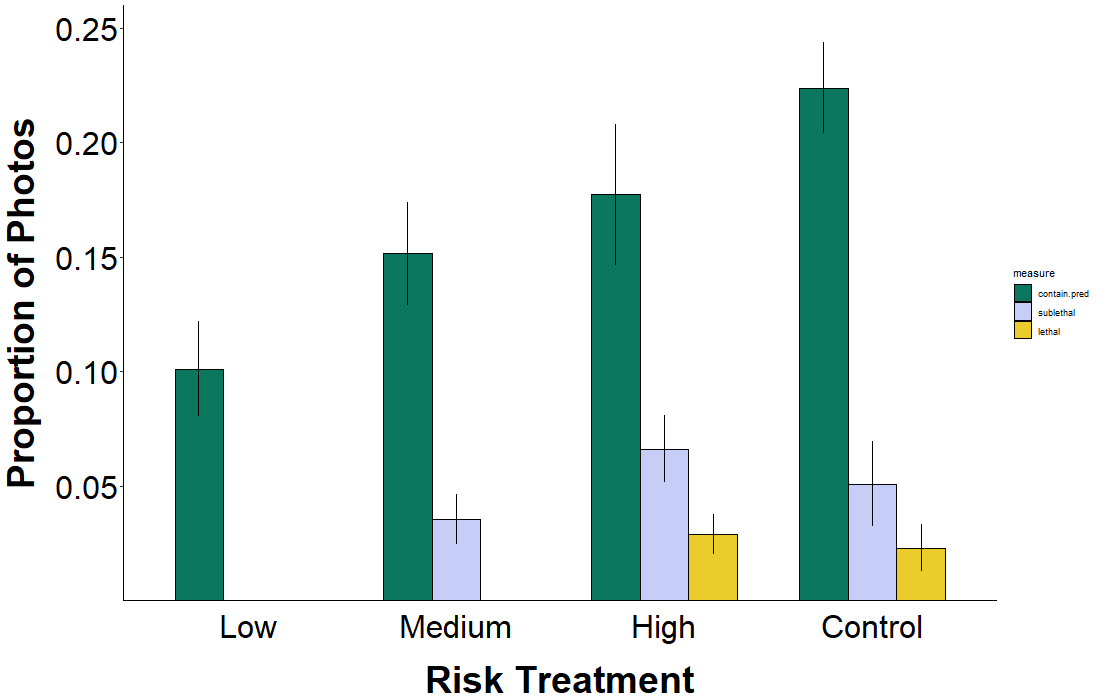 Proportion of Photos
0.25
0.20
0.15
0.10
0.05
Low Medium High Control
Risk Treatment
measure
contain.pred
sublethal
lethal